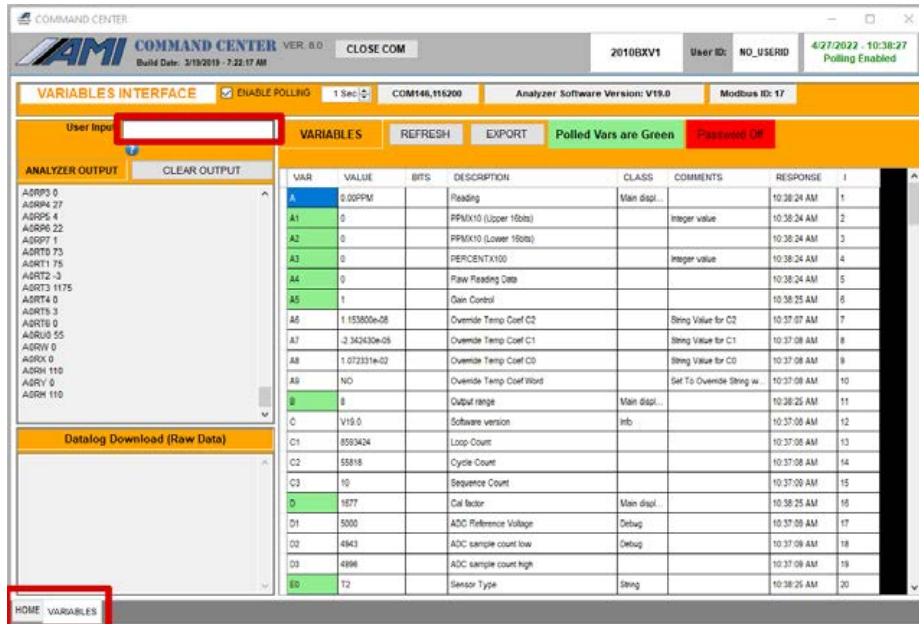 COMMAND CENTER
AMI COMMAND CENTER VER. 8.0 CLOSE COM 2010BXV1 User ID: NO_USERID 4/27/2022 - 10:38:27
Build Date: 3/19/2019 - 7:22:17 AM Polling Enabled
VARIABLES INTERFACE ENABLE POLLING 1 Sec COM146,115200 Analyzer Software Version: V19.0 Modbus ID: 17
User Input
VARIABLES REFRESH EXPORT Polled Vars are Green Password Off
ANALYZER OUTPUT CLEAR OUTPUT
A0RP3 0
A0RP4 27
A0RP5 4
A0RP6 22
A0RP7 1
A0RT0 73
A0RT1 75
A0RT2 -3
A0RT3 1175
A0RT4 0
A0RT5 3
A0RT6 0
A0RU0 55
A0RW 0
A0RX 0
A0RH 110
A0RY 0
A0RH 110
Datalog Download (Raw Data)
VAR VALUE BITS DESCRIPTION CLASS COMMENTS RESPONSE I
A 0.00PPM Reading Main displ... 10:38:24 AM 1
A1 0 PPMX10 (Upper 16bits) Integer value 10:38:24 AM 2
A2 0 PPMX10 (Lower 16bits) 10:38:24 AM 3
A3 0 PERCENTX100 Integer value 10:38:24 AM 4
A4 0 Raw Reading Data 10:38:24 AM 5
A5 1 Gain Control 10:38:25 AM 6
A6 1.153800e-08 Override Temp Coef C2 String Value for C2 10:37:07 AM 7
A7 -2.342430e-05 Override Temp Coef C1 String Value for C1 10:37:08 AM 8
A8 1.072331e-02 Override Temp Coef C0 String Value for C0 10:37:08 AM 9
A9 NO Override Temp Coef Word Set To Override String w... 10:37:08 AM 10
B 8 Output range Main displ... 10:38:25 AM 11
C V19.0 Software version Info 10:37:08 AM 12
C1 8593424 Loop Count 10:37:08 AM 13
C2 55818 Cycle Count 10:37:08 AM 14
C3 10 Sequence Count 10:37:09 AM 15
D 1677 Cal factor Main displ... 10:38:25 AM 16
D1 5000 ADC Reference Voltage Debug 10:37:09 AM 17
D2 4943 ADC sample count low Debug 10:37:09 AM 18
D3 4896 ADC sample count high 10:37:09 AM 19
E0 T2 Sensor Type String 10:38:25 AM 20
HOME VARIABLES